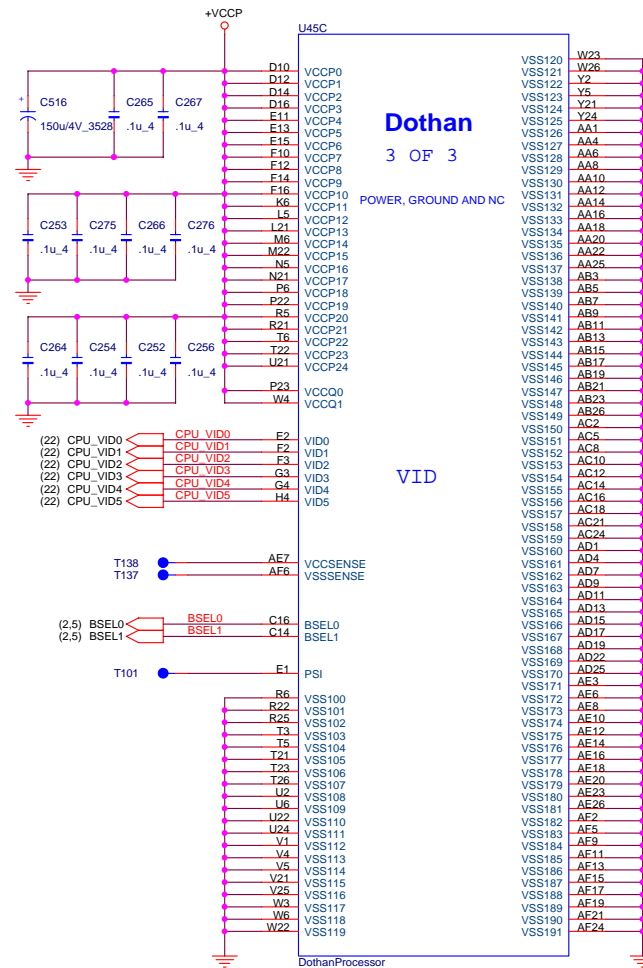 +VCCP
U45C
C516 C265 C267
150u/4V_3528 .1u_4 .1u_4
C253 C275 C266 C276
.1u_4 .1u_4 .1u_4 .1u_4
C264 C254 C252 C256
.1u_4 .1u_4 .1u_4 .1u_4
D10 VCCP0
D12 VCCP1
D14 VCCP2
D16 VCCP3
E11 VCCP4
E13 VCCP5
E15 VCCP6
F10 VCCP7
F12 VCCP8
F14 VCCP9
F16 VCCP10
K6 VCCP11
L5 VCCP12
L21 VCCP13
M6 VCCP14
M22 VCCP15
N5 VCCP16
N21 VCCP17
P6 VCCP18
P22 VCCP19
R5 VCCP20
R21 VCCP21
T6 VCCP22
T22 VCCP23
U21 VCCP24
P23 VCCQ0
W4 VCCQ1
(22) CPU_VID0 CPU_VID0 E2 VID0
(22) CPU_VID1 CPU_VID1 F2 VID1
(22) CPU_VID2 CPU_VID2 F3 VID2
(22) CPU_VID3 CPU_VID3 G3 VID3
(22) CPU_VID4 CPU_VID4 G4 VID4
(22) CPU_VID5 CPU_VID5 H4 VID5
T138 AE7 VCCSENSE
T137 AF6 VSSSENSE
(2,5) BSEL0 BSEL0 C16 BSEL0
(2,5) BSEL1 BSEL1 C14 BSEL1
T101 E1 PSI
R6 VSS100
R22 VSS101
R25 VSS102
T3 VSS103
T5 VSS104
T21 VSS105
T23 VSS106
T26 VSS107
U2 VSS108
U6 VSS109
U22 VSS110
U24 VSS111
V1 VSS112
V4 VSS113
V5 VSS114
V21 VSS115
V25 VSS116
W3 VSS117
W6 VSS118
W22 VSS119
Dothan
3 OF 3
POWER, GROUND AND NC
VID
VSS120 W23
VSS121 W26
VSS122 Y2
VSS123 Y5
VSS124 Y21
VSS125 Y24
VSS126 AA1
VSS127 AA4
VSS128 AA6
VSS129 AA8
VSS130 AA10
VSS131 AA12
VSS132 AA14
VSS133 AA16
VSS134 AA18
VSS135 AA20
VSS136 AA22
VSS137 AA25
VSS138 AB3
VSS139 AB5
VSS140 AB7
VSS141 AB9
VSS142 AB11
VSS143 AB13
VSS144 AB15
VSS145 AB17
VSS146 AB19
VSS147 AB21
VSS148 AB23
VSS149 AB26
VSS150 AC2
VSS151 AC5
VSS152 AC8
VSS153 AC10
VSS154 AC12
VSS155 AC14
VSS156 AC16
VSS157 AC18
VSS158 AC21
VSS159 AC24
VSS160 AD1
VSS161 AD4
VSS162 AD7
VSS163 AD9
VSS164 AD11
VSS165 AD13
VSS166 AD15
VSS167 AD17
VSS168 AD19
VSS169 AD22
VSS170 AD25
VSS171 AE3
VSS172 AE6
VSS173 AE8
VSS174 AE10
VSS175 AE12
VSS176 AE14
VSS177 AE16
VSS178 AE18
VSS179 AE20
VSS180 AE23
VSS181 AE26
VSS182 AF2
VSS183 AF5
VSS184 AF9
VSS185 AF11
VSS186 AF13
VSS187 AF15
VSS188 AF17
VSS189 AF19
VSS190 AF21
VSS191 AF24
DothanProcessor